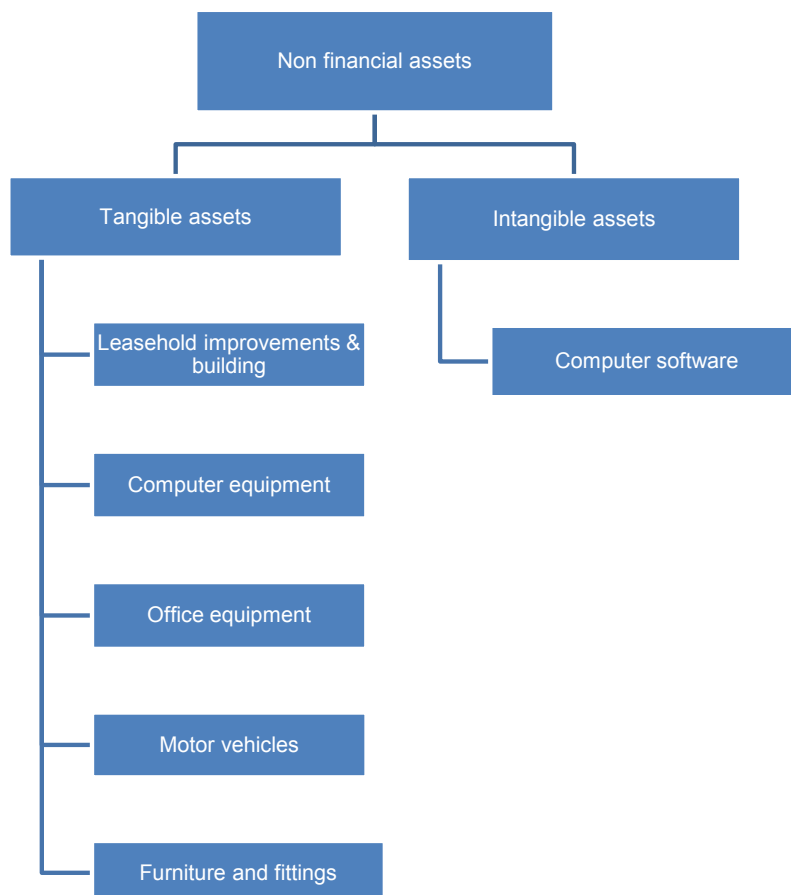 Non financial assets
Tangible assets
Intangible assets
Leasehold improvements &
building
Computer software
Computer equipment
Office equipment
Motor vehicles
Furniture and fittings